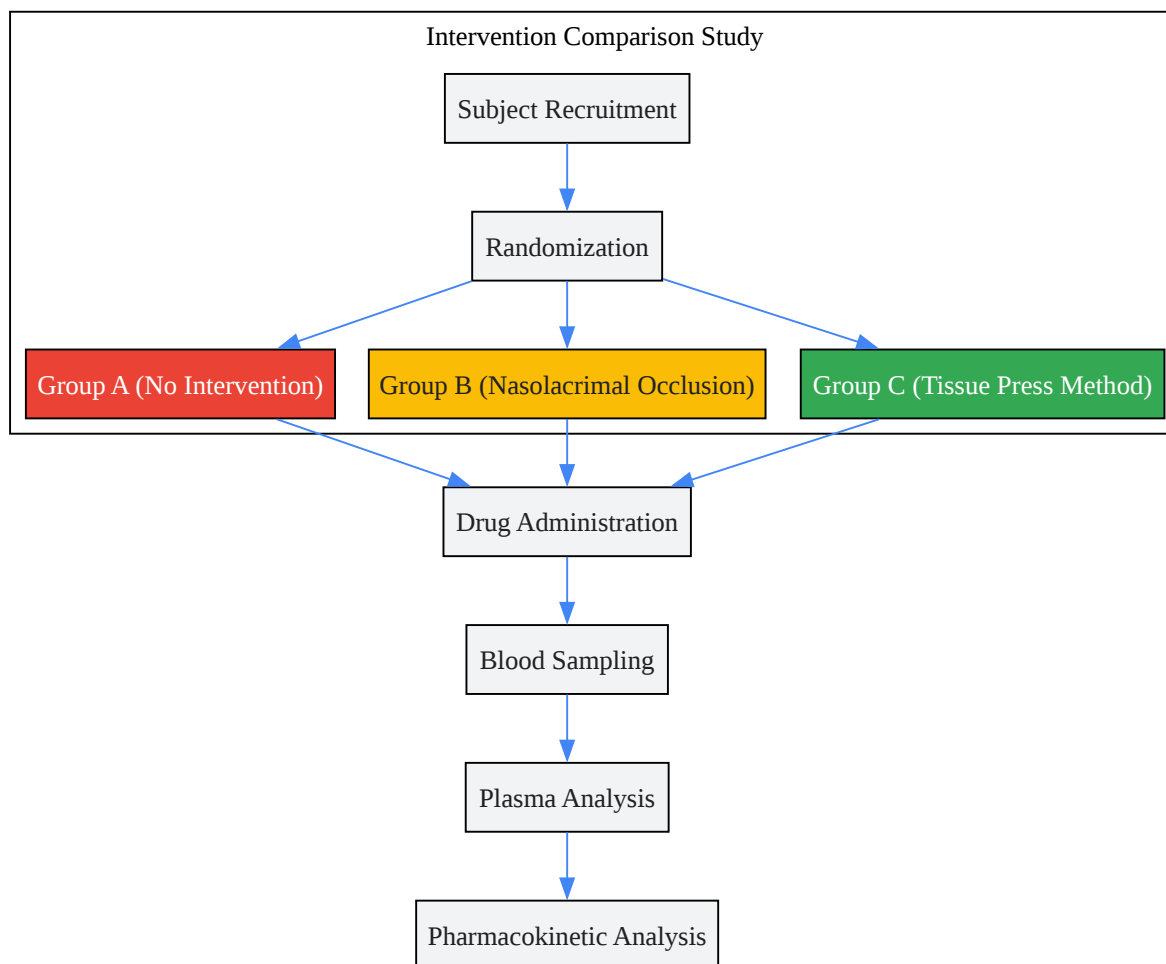 Intervention Comparison Study
Subject Recruitment
Randomization
Group A (No Intervention)
Group B (Nasolacrimal Occlusion)
Group C (Tissue Press Method)
Drug Administration
Blood Sampling
Plasma Analysis
Pharmacokinetic Analysis